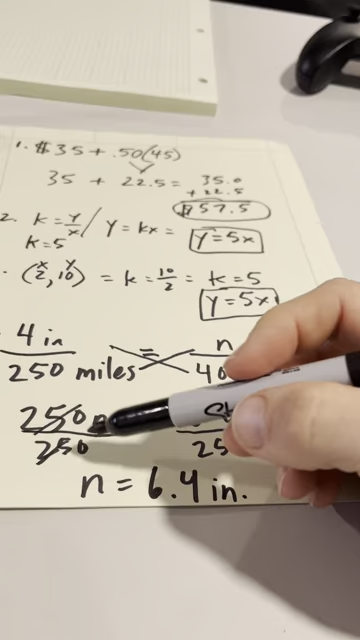 1. $35 + .50(45)
35 + 22.5 = 35.0
+ 22.5
$57.5
2. k = y/x / y = kx =
y = 5x
k = 5
x y
(2, 10) = k = 10/2 = k = 5
y = 5x
4 in = n
250 miles 40
250n
250 25
n = 6.4 in.